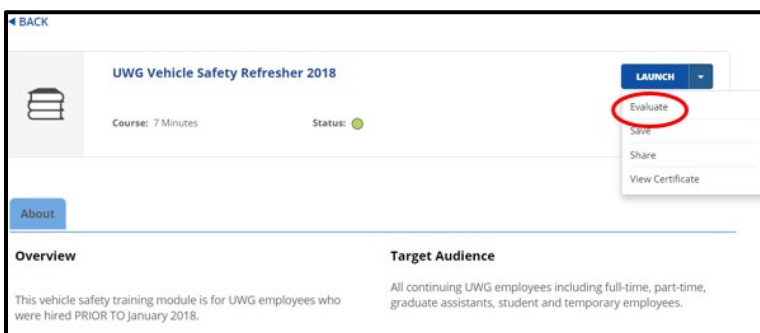 ◄ BACK
UWG Vehicle Safety Refresher 2018
LAUNCH
Course: 7 Minutes
Status:
Evaluate
Save
Share
View Certificate
About
Overview
This vehicle safety training module is for UWG employees who
were hired PRIOR TO January 2018.
Target Audience
All continuing UWG employees including full-time, part-time,
graduate assistants, student and temporary employees.